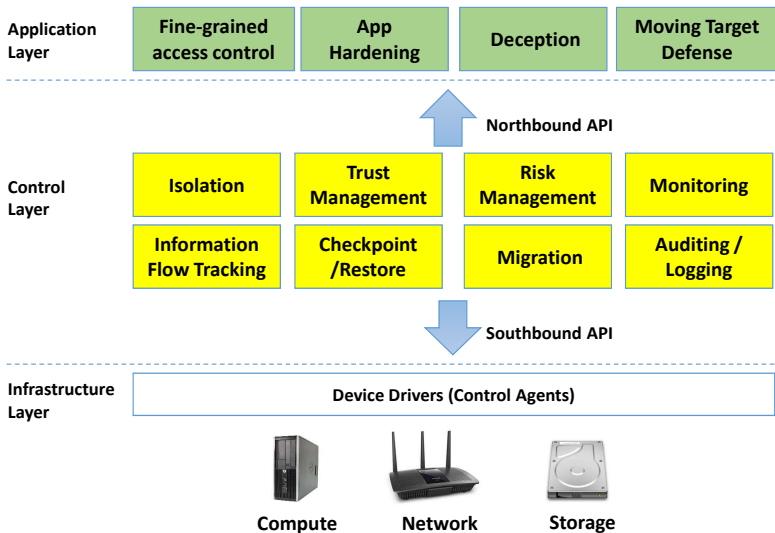 Application
Layer
Fine-grained
access control
App
Hardening
Deception
Moving Target
Defense
Northbound API
Control
Layer
Isolation
Trust
Management
Risk
Management
Monitoring
Information
Flow Tracking
Checkpoint
/Restore
Migration
Auditing /
Logging
Southbound API
Infrastructure
Layer
Device Drivers (Control Agents)
Compute
Network
Storage